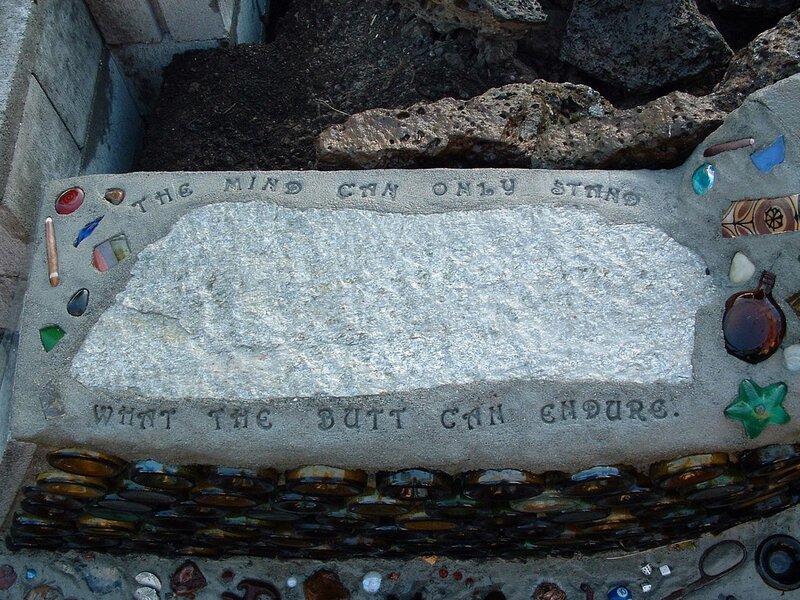 THE MIND CAN ONLY STAND
WHAT THE BUTT CAN ENDURE.